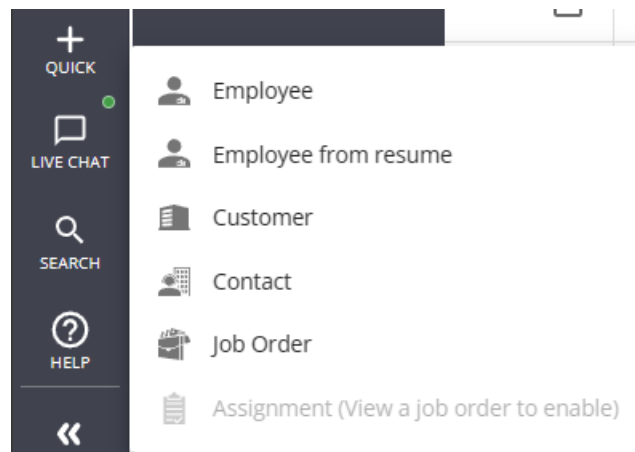 QUICK
LIVE CHAT
SEARCH
HELP
Employee
Employee from resume
Customer
Contact
Job Order
Assignment (View a job order to enable)